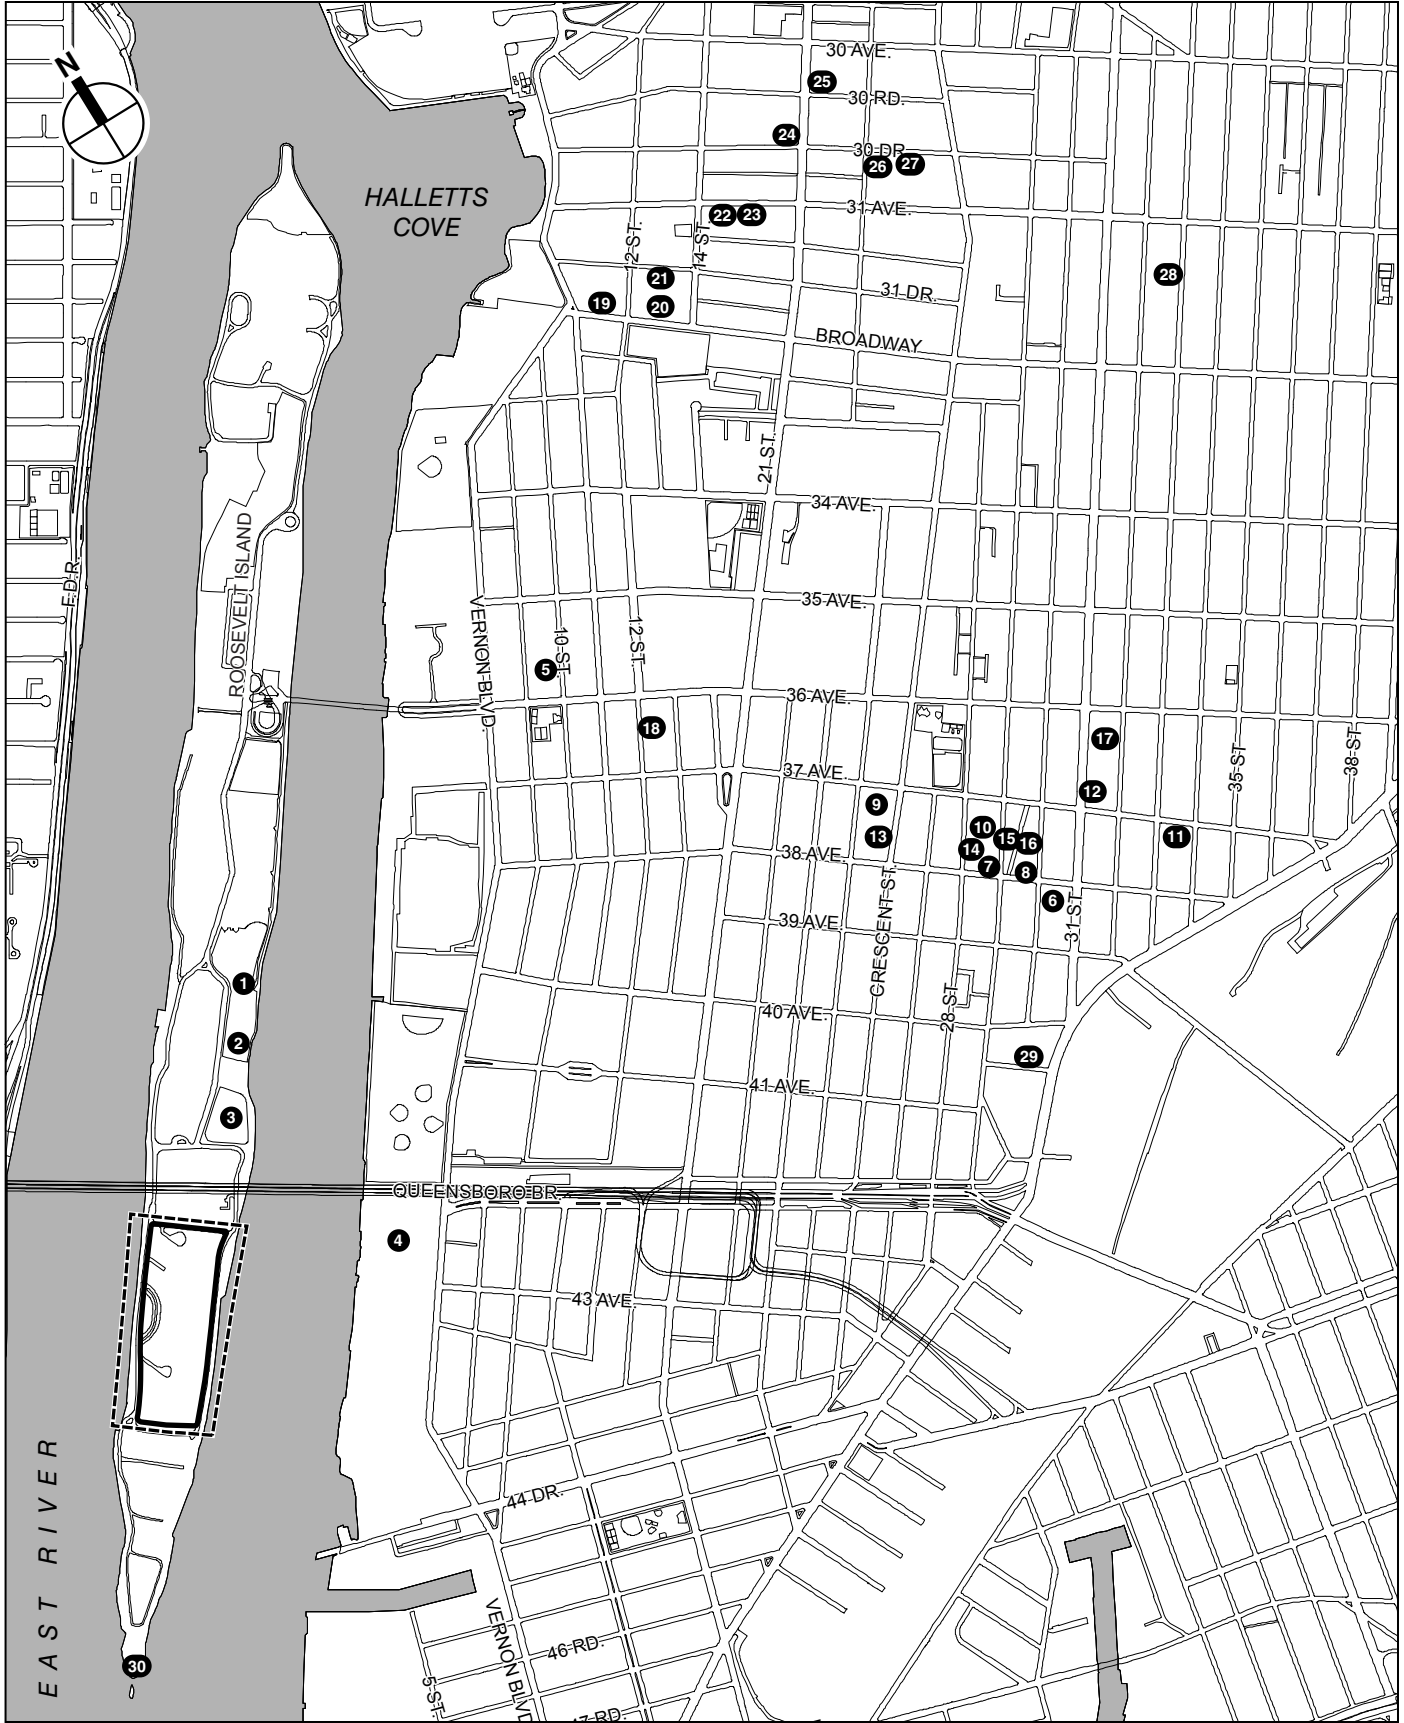 30 AVE.
N
25
30 RD.
24
30 DR.
26
27
HALLETTS
COVE
31 AVE.
22
23
12 ST.
14 ST.
21
28
31 DR.
19
20
BROADWAY
21 ST.
34 AVE.
F.D.R.
ROOSEVELT ISLAND
35 AVE.
VERNON BLVD.
10 ST.
12 ST.
5
36 AVE.
18
17
35 ST
38 ST
37 AVE.
12
9
13
10
15
16
11
14
38 AVE.
7
8
6
CRESCENT ST.
31 ST.
39 AVE.
1
28 ST
40 AVE.
2
29
41 AVE.
3
QUEENSBORO BR.
4
43 AVE.
EAST RIVER
44 DR.
VERNON BLVD
46 RD.
30
5 ST.
47 RD.